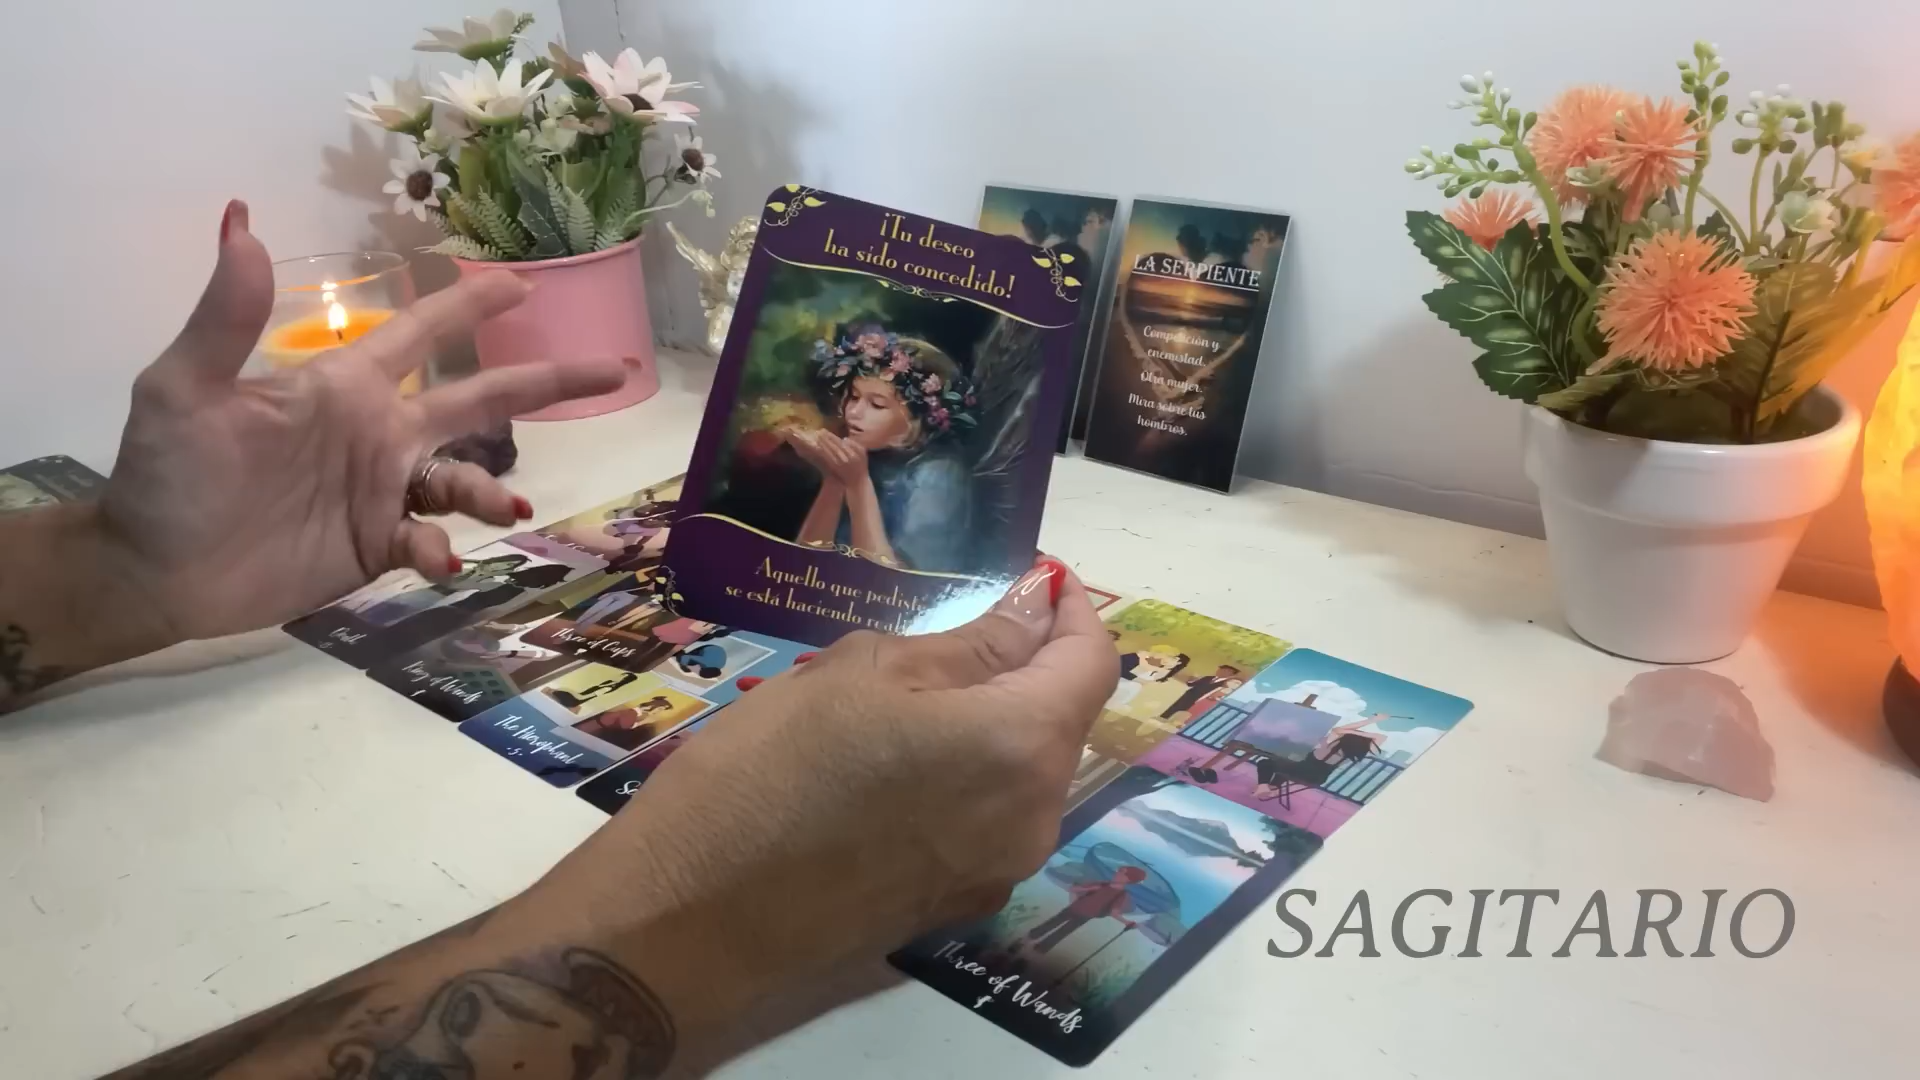 ¡Tu deseo
ha sido concedido!
Aquello que pediste
se está haciendo
LA SERPIENTE
Competición y
enemistad.
Otra mujer.
Mira sobre tus
hombros.
Death
King of Wands
Three of Cups
The Hierophant
.5.
Three of Wands
SAGITARIO